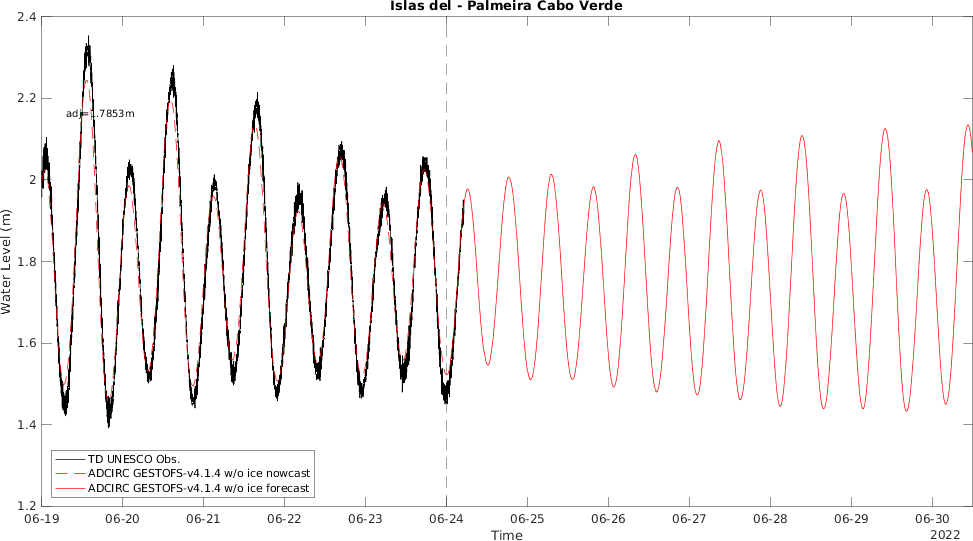 Islas del - Palmeira Cabo Verde
2.4
2.2
adj=1.7853m
2
1.8
1.6
1.4
1.2
Water Level (m)
TD UNESCO Obs.
ADCIRC GESTOFS-v4.1.4 w/o ice nowcast
ADCIRC GESTOFS-v4.1.4 w/o ice forecast
06-19 06-20 06-21 06-22 06-23 06-24 06-25 06-26 06-27 06-28 06-29 06-30
Time 2022